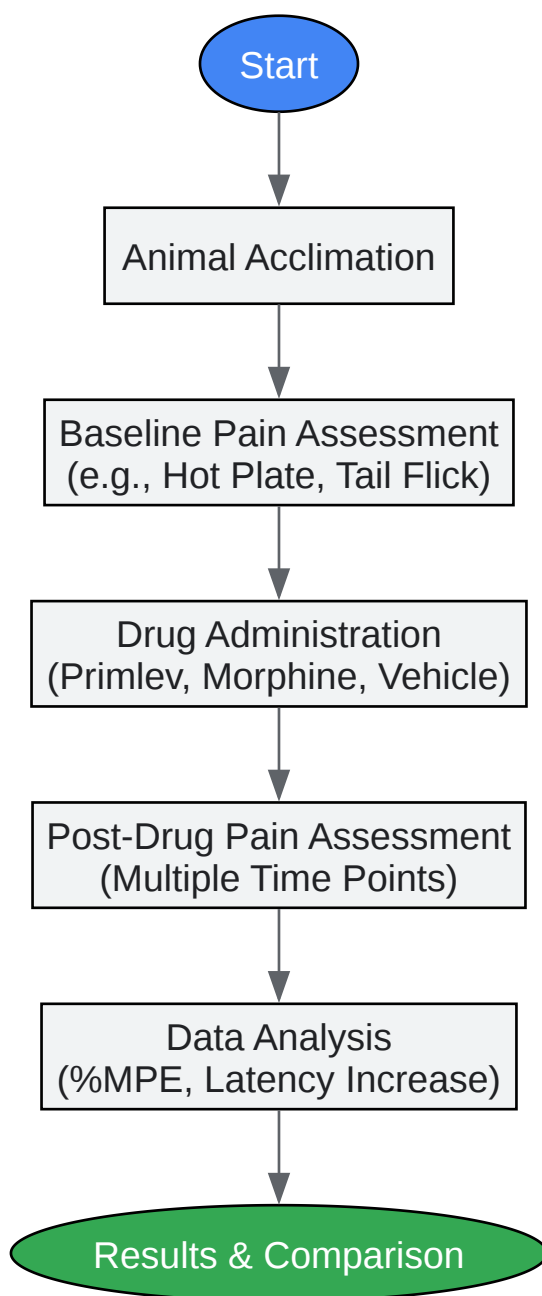 Start
Animal Acclimation
Baseline Pain Assessment
(e.g., Hot Plate, Tail Flick)
Drug Administration
(Primlev, Morphine, Vehicle)
Post-Drug Pain Assessment
(Multiple Time Points)
Data Analysis
(%MPE, Latency Increase)
Results & Comparison